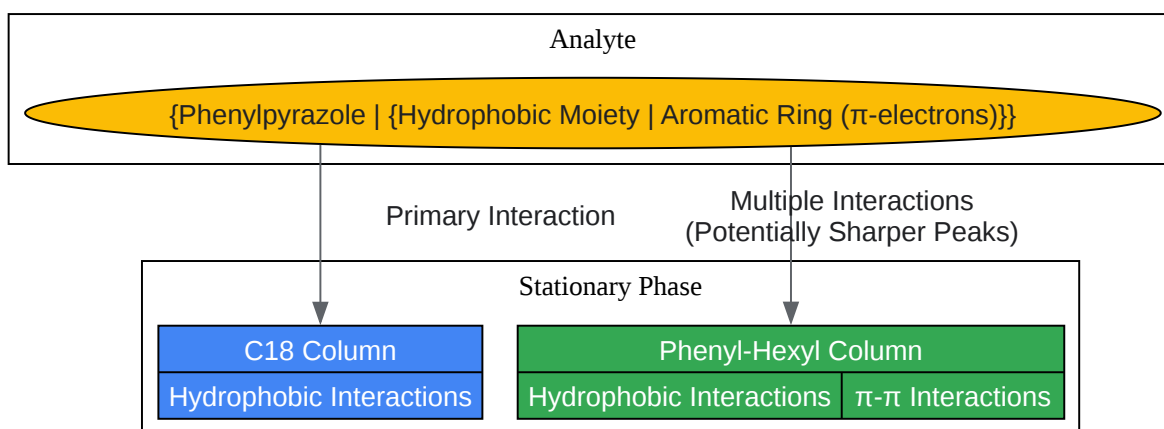 Analyte
{Phenylpyrazole | {Hydrophobic Moiety | Aromatic Ring (π-electrons)}}
Primary Interaction
Multiple Interactions
(Potentially Sharper Peaks)
Stationary Phase
C18 Column
Hydrophobic Interactions
Phenyl-Hexyl Column
Hydrophobic Interactions
π-π Interactions